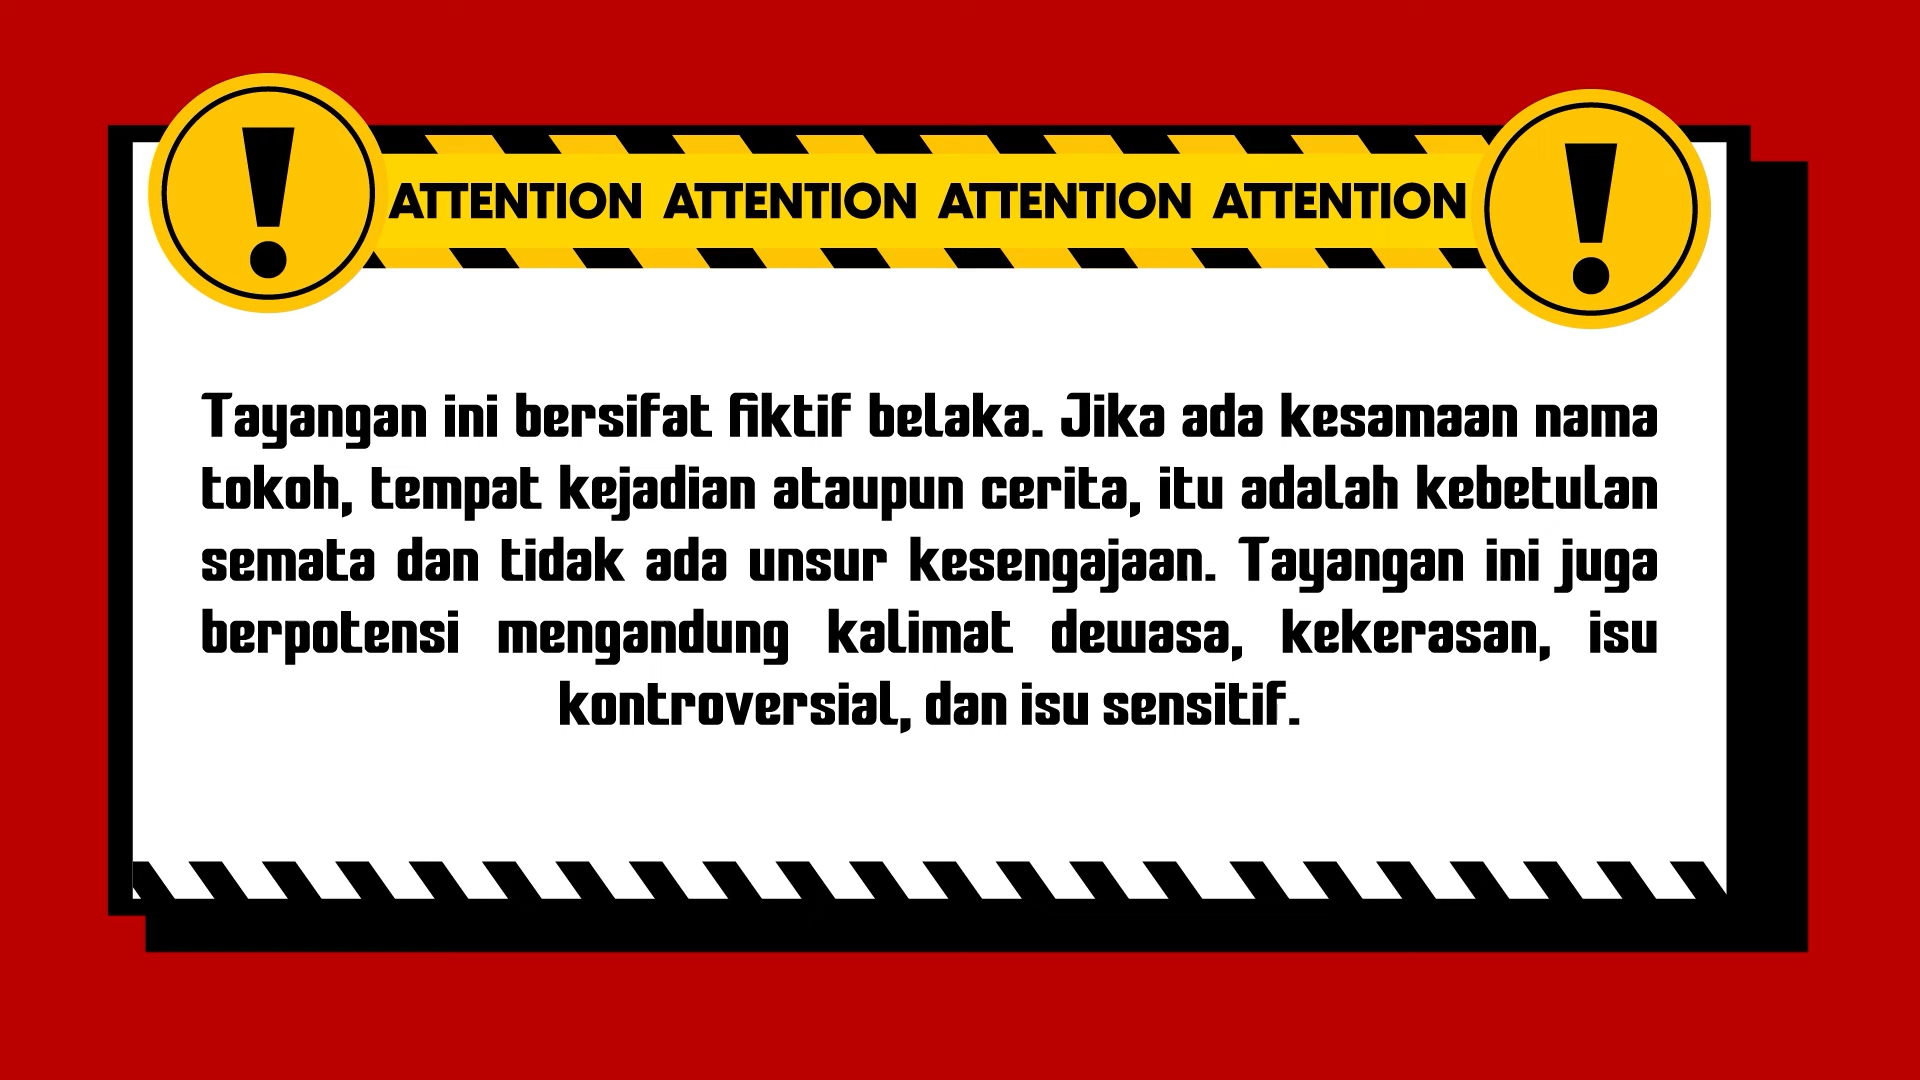 ATTENTION ATTENTION ATTENTION ATTENTION
Tayangan ini bersifat fiktif belaka. Jika ada kesamaan nama
tokoh, tempat kejadian ataupun cerita, itu adalah kebetulan
semata dan tidak ada unsur kesengajaan. Tayangan ini juga
berpotensi mengandung kalimat dewasa, kekerasan, isu
kontroversial, dan isu sensitif.